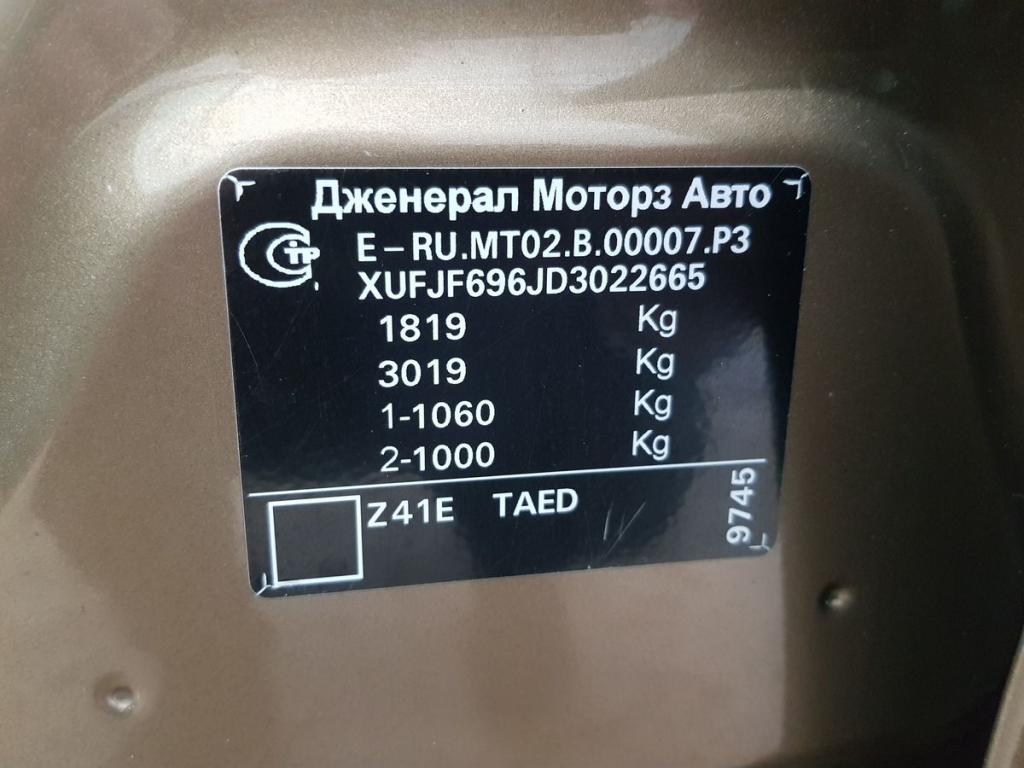 Дженерал Моторз Авто
E – RU.MT02.B.00007.P3
XUFJF696JD3022665
1819 Kg
3019 Kg
1-1060 Kg
2-1000 Kg
Z41E TAED
9745